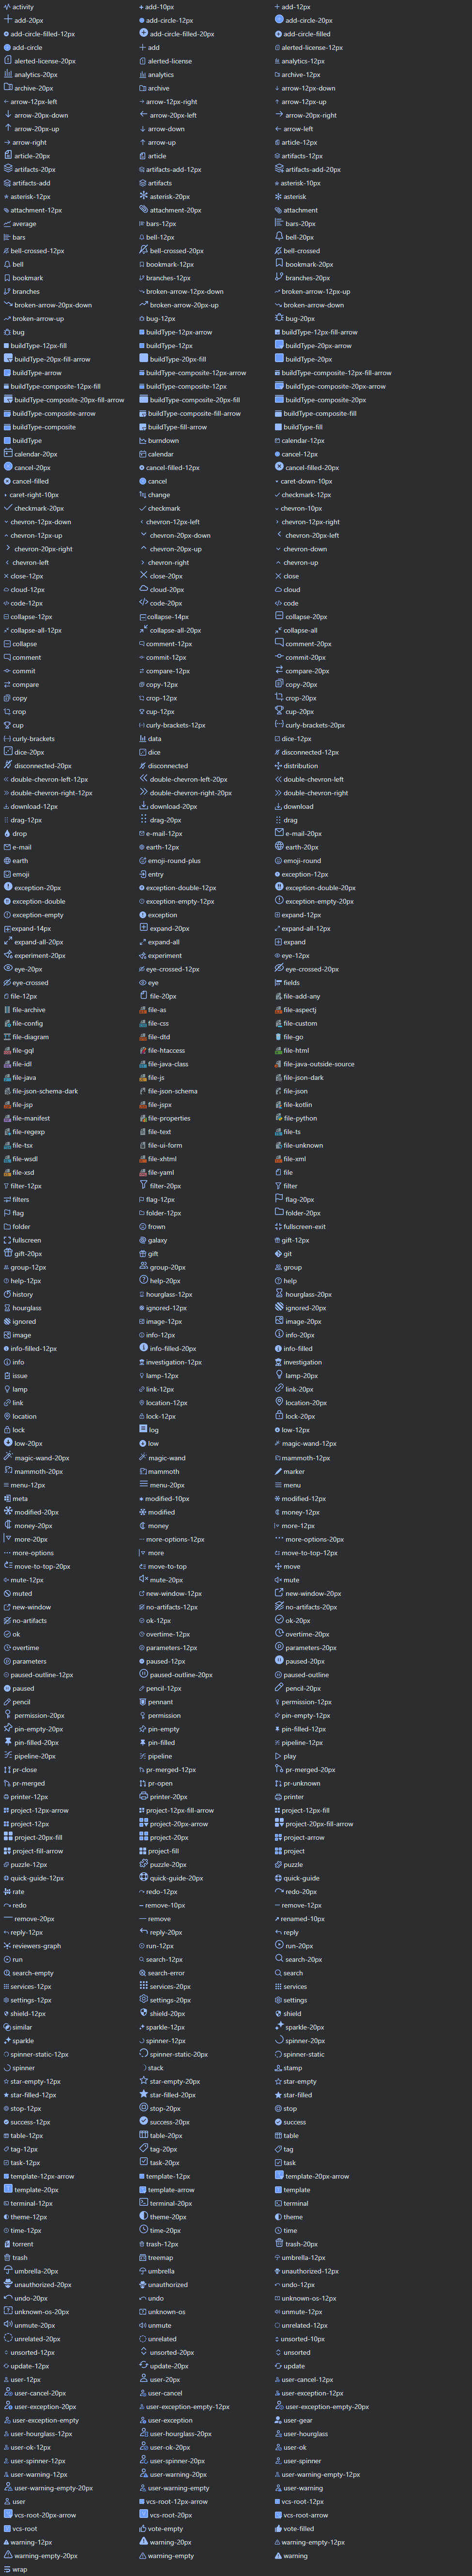 activity add-10px add-12px
add-20px add-circle-12px add-circle-20px
add-circle-filled-12px add-circle-filled-20px add-circle-filled
add-circle add alerted-license-12px
alerted-license-20px alerted-license analytics-12px
analytics-20px analytics archive-12px
archive-20px archive arrow-12px-down
arrow-12px-left arrow-12px-right arrow-12px-up
arrow-20px-down arrow-20px-left arrow-20px-right
arrow-20px-up arrow-down arrow-left
arrow-right arrow-up article-12px
article-20px article artifacts-12px
artifacts-20px artifacts-add-12px artifacts-add-20px
artifacts-add artifacts asterisk-10px
asterisk-12px asterisk-20px asterisk
attachment-12px attachment-20px attachment
average bars-12px bars-20px
bars bell-12px bell-20px
bell-crossed-12px bell-crossed-20px bell-crossed
bell bookmark-12px bookmark-20px
bookmark branches-12px branches-20px
branches broken-arrow-12px-down broken-arrow-12px-up
broken-arrow-20px-down broken-arrow-20px-up broken-arrow-down
broken-arrow-up bug-12px bug-20px
bug buildType-12px-arrow buildType-12px-fill-arrow
buildType-12px-fill buildType-12px buildType-20px-arrow
buildType-20px-fill-arrow buildType-20px-fill buildType-20px
buildType-arrow buildType-composite-12px-arrow buildType-composite-12px-fill-arrow
buildType-composite-12px-fill buildType-composite-12px buildType-composite-20px-arrow
buildType-composite-20px-fill-arrow buildType-composite-20px-fill buildType-composite-20px
buildType-composite-arrow buildType-composite-fill-arrow buildType-composite-fill
buildType-composite buildType-fill-arrow buildType-fill
buildType burndown calendar-12px
calendar-20px calendar cancel-12px
cancel-20px cancel-filled-12px cancel-filled-20px
cancel-filled cancel caret-down-10px
caret-right-10px change checkmark-12px
checkmark-20px checkmark chevron-10px
chevron-12px-down chevron-12px-left chevron-12px-right
chevron-12px-up chevron-20px-down chevron-20px-left
chevron-20px-right chevron-20px-up chevron-down
chevron-left chevron-right chevron-up
close-12px close-20px close
cloud-12px cloud-20px cloud
code-12px code-20px code
collapse-12px collapse-14px collapse-20px
collapse-all-12px collapse-all-20px collapse-all
collapse comment-12px comment-20px
comment commit-12px commit-20px
commit compare-12px compare-20px
compare copy-12px copy-20px
copy crop-12px crop-20px
crop cup-12px cup-20px
cup curly-brackets-12px curly-brackets-20px
curly-brackets data dice-12px
dice-20px dice disconnected-12px
disconnected-20px disconnected distribution
double-chevron-left-12px double-chevron-left-20px double-chevron-left
double-chevron-right-12px double-chevron-right-20px double-chevron-right
download-12px download-20px download
drag-12px drag-20px drag
drop e-mail-12px e-mail-20px
e-mail earth-12px earth-20px
earth emoji-round-plus emoji-round
emoji entry exception-12px
exception-20px exception-double-12px exception-double-20px
exception-double exception-empty-12px exception-empty-20px
exception-empty exception expand-12px
expand-14px expand-20px expand-all-12px
expand-all-20px expand-all expand
experiment-20px experiment eye-12px
eye-20px eye-crossed-12px eye-crossed-20px
eye-crossed eye fields
file-12px file-20px file-add-any
file-archive file-as file-aspectj
file-config file-css file-custom
file-diagram file-dtd file-go
file-gql file-htaccess file-html
file-idl file-java-class file-java-outside-source
file-java file-js file-json-dark
file-json-schema-dark file-json-schema file-json
file-jsp file-jspx file-kotlin
file-manifest file-properties file-python
file-regexp file-text file-ts
file-tsx file-ui-form file-unknown
file-wsdl file-xhtml file-xml
file-xsd file-yaml file
filter-12px filter-20px filter
filters flag-12px flag-20px
flag folder-12px folder-20px
folder frown fullscreen-exit
fullscreen galaxy gift-12px
gift-20px gift git
group-12px group-20px group
help-12px help-20px help
history hourglass-12px hourglass-20px
hourglass ignored-12px ignored-20px
ignored image-12px image-20px
image info-12px info-20px
info-filled-12px info-filled-20px info-filled
info investigation-12px investigation
issue lamp-12px lamp-20px
lamp link-12px link-20px
link location-12px location-20px
location lock-12px lock-20px
lock log low-12px
low-20px low magic-wand-12px
magic-wand-20px magic-wand mammoth-12px
mammoth-20px mammoth marker
menu-12px menu-20px menu
meta modified-10px modified-12px
modified-20px modified money-12px
money-20px money more-12px
more-20px more-options-12px more-options-20px
more-options more move-to-top-12px
move-to-top-20px move-to-top move
mute-12px mute-20px mute
muted new-window-12px new-window-20px
new-window no-artifacts-12px no-artifacts-20px
no-artifacts ok-12px ok-20px
ok overtime-12px overtime-20px
overtime parameters-12px parameters-20px
parameters paused-12px paused-20px
paused-outline-12px paused-outline-20px paused-outline
paused pencil-12px pencil-20px
pencil pennant permission-12px
permission-20px permission pin-empty-12px
pin-empty-20px pin-empty pin-filled-12px
pin-filled-20px pin-filled pipeline-12px
pipeline-20px pipeline play
pr-close pr-merged-12px pr-merged-20px
pr-merged pr-open pr-unknown
printer-12px printer-20px printer
project-12px-arrow project-12px-fill-arrow project-12px-fill
project-12px project-20px-arrow project-20px-fill-arrow
project-20px-fill project-20px project-arrow
project-fill-arrow project-fill project
puzzle-12px puzzle-20px puzzle
quick-guide-12px quick-guide-20px quick-guide
rate redo-12px redo-20px
redo remove-10px remove-12px
remove-20px remove renamed-10px
reply-12px reply-20px reply
reviewers-graph run-12px run-20px
run search-12px search-20px
search-empty search-error search
services-12px services-20px services
settings-12px settings-20px settings
shield-12px shield-20px shield
similar sparkle-12px sparkle-20px
sparkle spinner-12px spinner-20px
spinner-static-12px spinner-static-20px spinner-static
spinner stack stamp
star-empty-12px star-empty-20px star-empty
star-filled-12px star-filled-20px star-filled
stop-12px stop-20px stop
success-12px success-20px success
table-12px table-20px table
tag-12px tag-20px tag
task-12px task-20px task
template-12px-arrow template-12px template-20px-arrow
template-20px template-arrow template
terminal-12px terminal-20px terminal
theme-12px theme-20px theme
time-12px time-20px time
torrent trash-12px trash-20px
trash treemap umbrella-12px
umbrella-20px umbrella unauthorized-12px
unauthorized-20px unauthorized undo-12px
undo-20px undo unknown-os-12px
unknown-os-20px unknown-os unmute-12px
unmute-20px unmute unrelated-12px
unrelated-20px unrelated unsorted-10px
unsorted-12px unsorted-20px unsorted
update-12px update-20px update
user-12px user-20px user-cancel-12px
user-cancel-20px user-cancel user-exception-12px
user-exception-20px user-exception-empty-12px user-exception-empty-20px
user-exception-empty user-exception user-gear
user-hourglass-12px user-hourglass-20px user-hourglass
user-ok-12px user-ok-20px user-ok
user-spinner-12px user-spinner-20px user-spinner
user-warning-12px user-warning-20px user-warning-empty-12px
user-warning-empty-20px user-warning-empty user-warning
user vcs-root-12px-arrow vcs-root-12px
vcs-root-20px-arrow vcs-root-20px vcs-root-arrow
vcs-root vote-empty vote-filled
warning-12px warning-20px warning-empty-12px
warning-empty-20px warning-empty warning
wrap